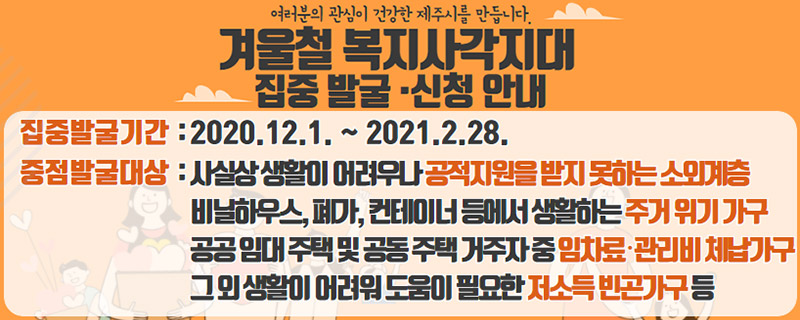 여러분의 관심이 건강한 제주시를 만듭니다.
겨울철 복지사각지대
집중 발굴 ·신청 안내
집중발굴기간 : 2020.12.1. ~ 2021.2.28.
중점발굴대상 : 사실상 생활이 어려우나 공적지원을 받지 못하는 소외계층
비닐하우스, 폐가, 컨테이너 등에서 생활하는 주거 위기 가구
공공 임대 주택 및 공동 주택 거주자 중 임차료·관리비 체납가구
그 외 생활이 어려워 도움이 필요한 저소득 빈곤가구 등